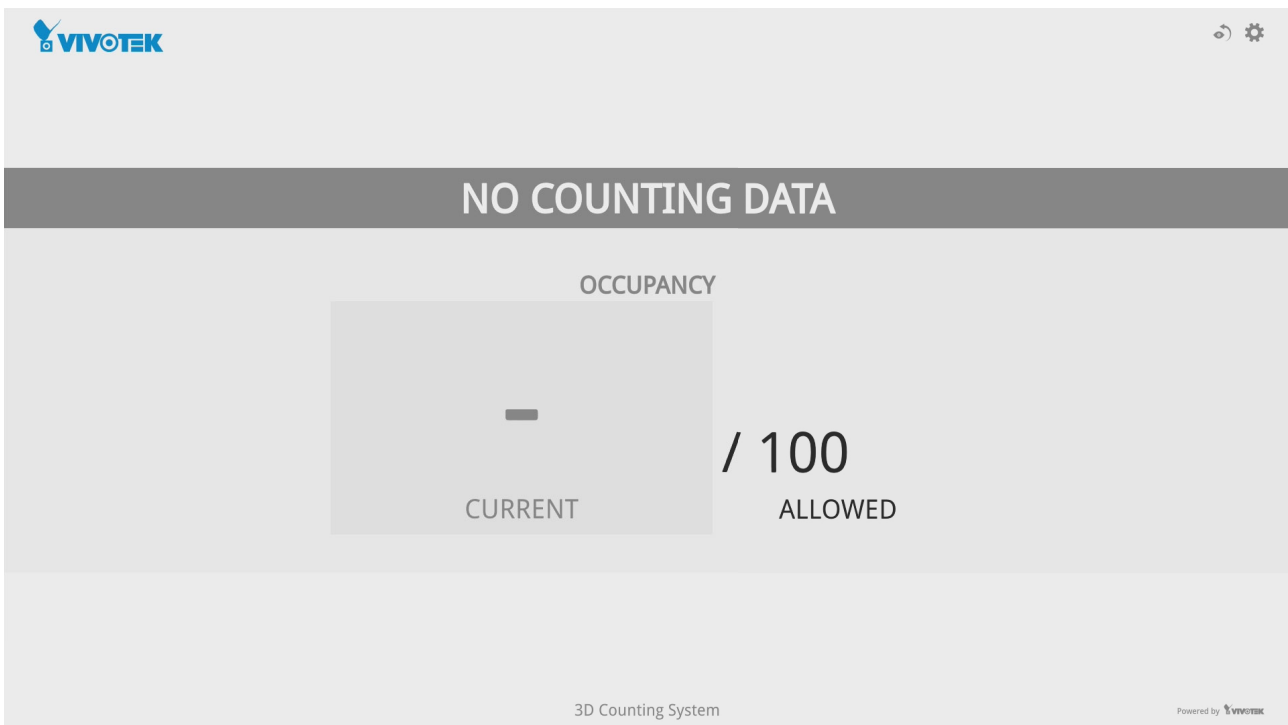 VIVOTEK
NO COUNTING DATA
OCCUPANCY
-
/ 100
CURRENT
ALLOWED
3D Counting System
Powered by VIVOTEK